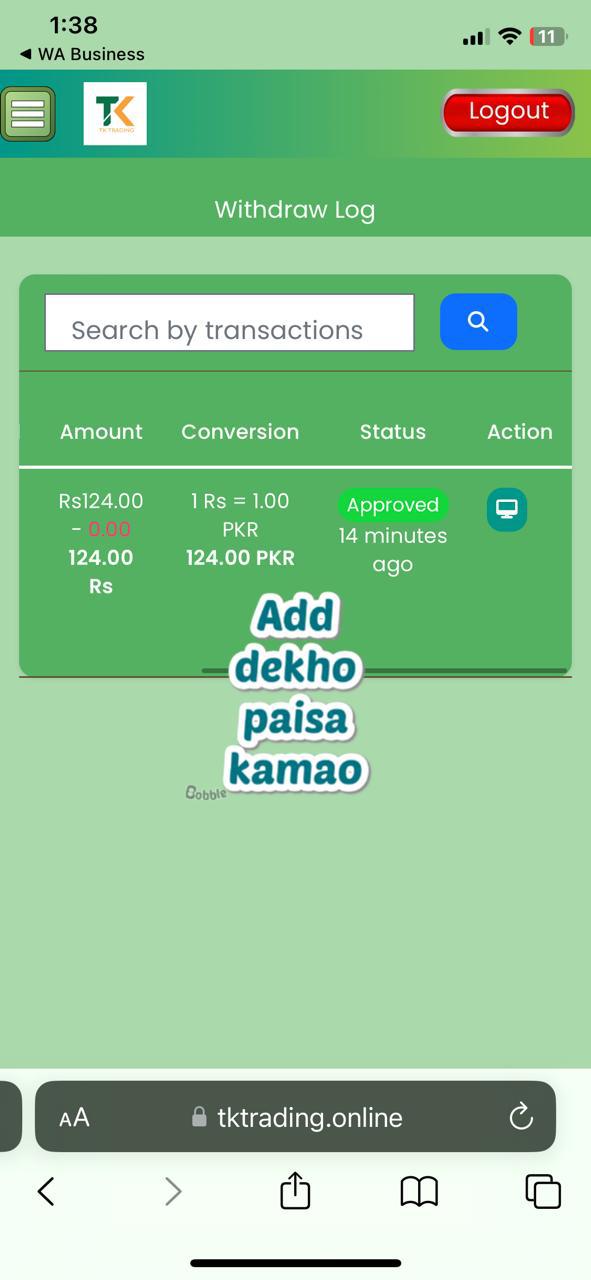 1:38
11
WA Business
TK
TK TRADING
Logout
Withdraw Log
Search by transactions
Amount Conversion Status Action
Rs124.00 1 Rs = 1.00 Approved
- 0.00 PKR 14 minutes
124.00 124.00 PKR ago
Rs
Add
dekho
paisa
kamao
Bobble
AA tktrading.online